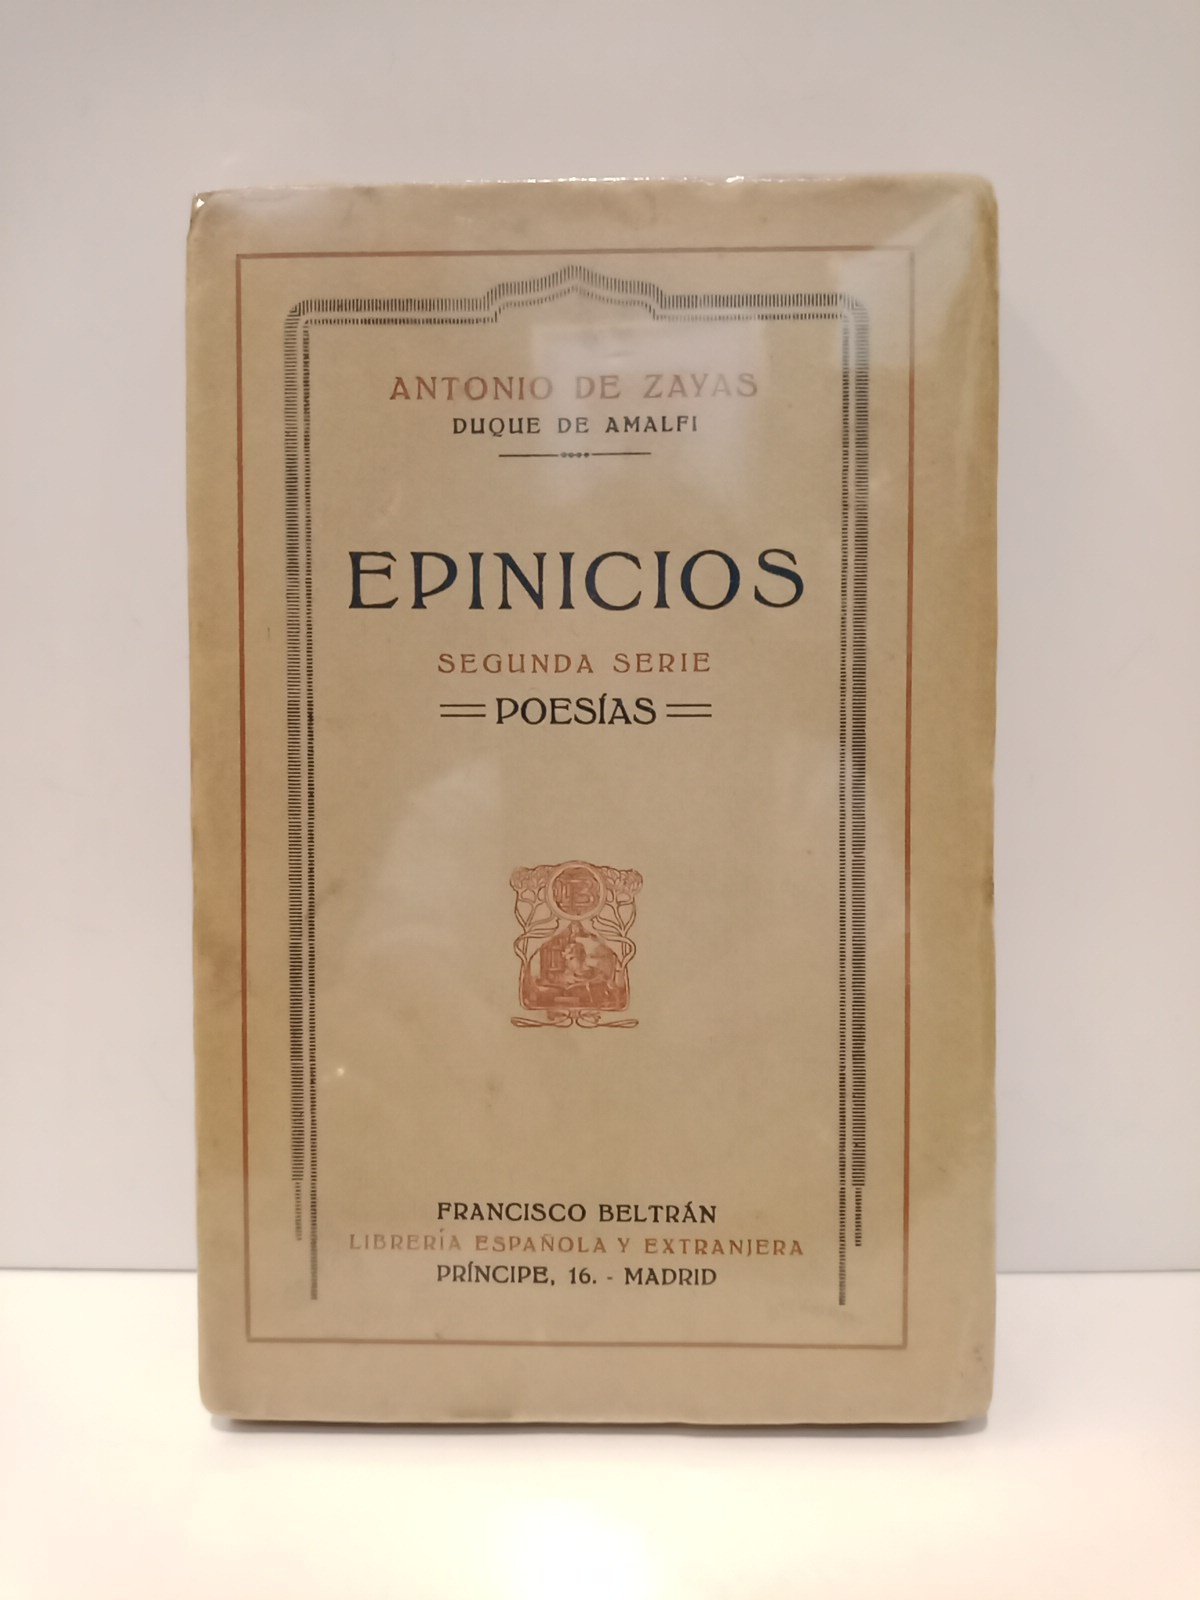 ANTONIO DE ZAYAS
DUQUE DE AMALFI
EPINICIOS
SEGUNDA SERIE
POESÍAS
FRANCISCO BELTRÁN
LIBRERÍA ESPAÑOLA Y EXTRANJERA
PRÍNCIPE, 16. - MADRID